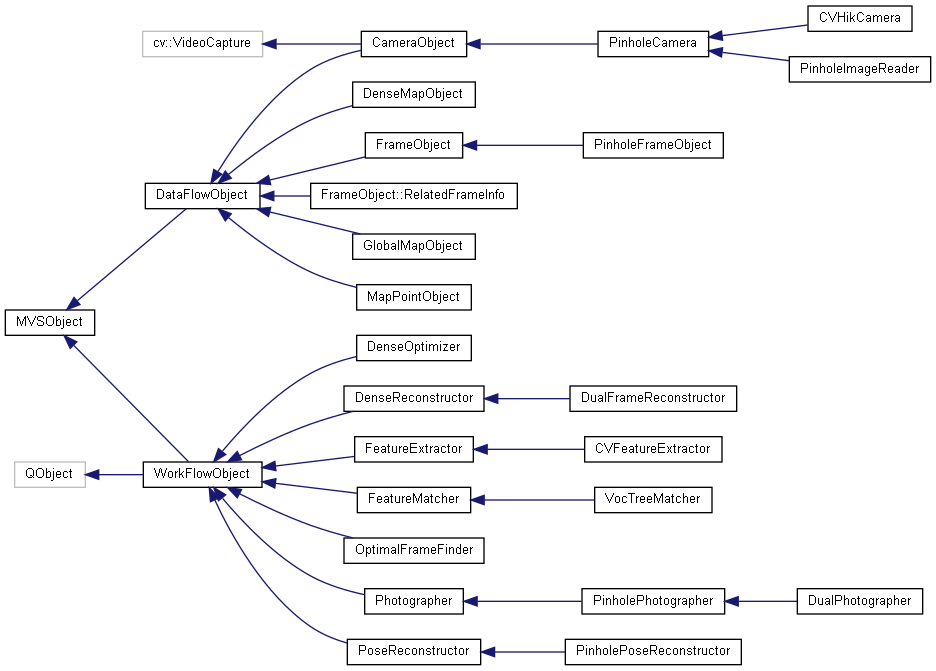 CVHikCamera
cv::VideoCapture
CameraObject
PinholeCamera
PinholeImageReader
DenseMapObject
FrameObject
PinholeFrameObject
DataFlowObject
FrameObject::RelatedFrameInfo
GlobalMapObject
MapPointObject
MVSObject
DenseOptimizer
DenseReconstructor
DualFrameReconstructor
FeatureExtractor
CVFeatureExtractor
QObject
WorkFlowObject
FeatureMatcher
VocTreeMatcher
OptimalFrameFinder
Photographer
PinholePhotographer
DualPhotographer
PoseReconstructor
PinholePoseReconstructor